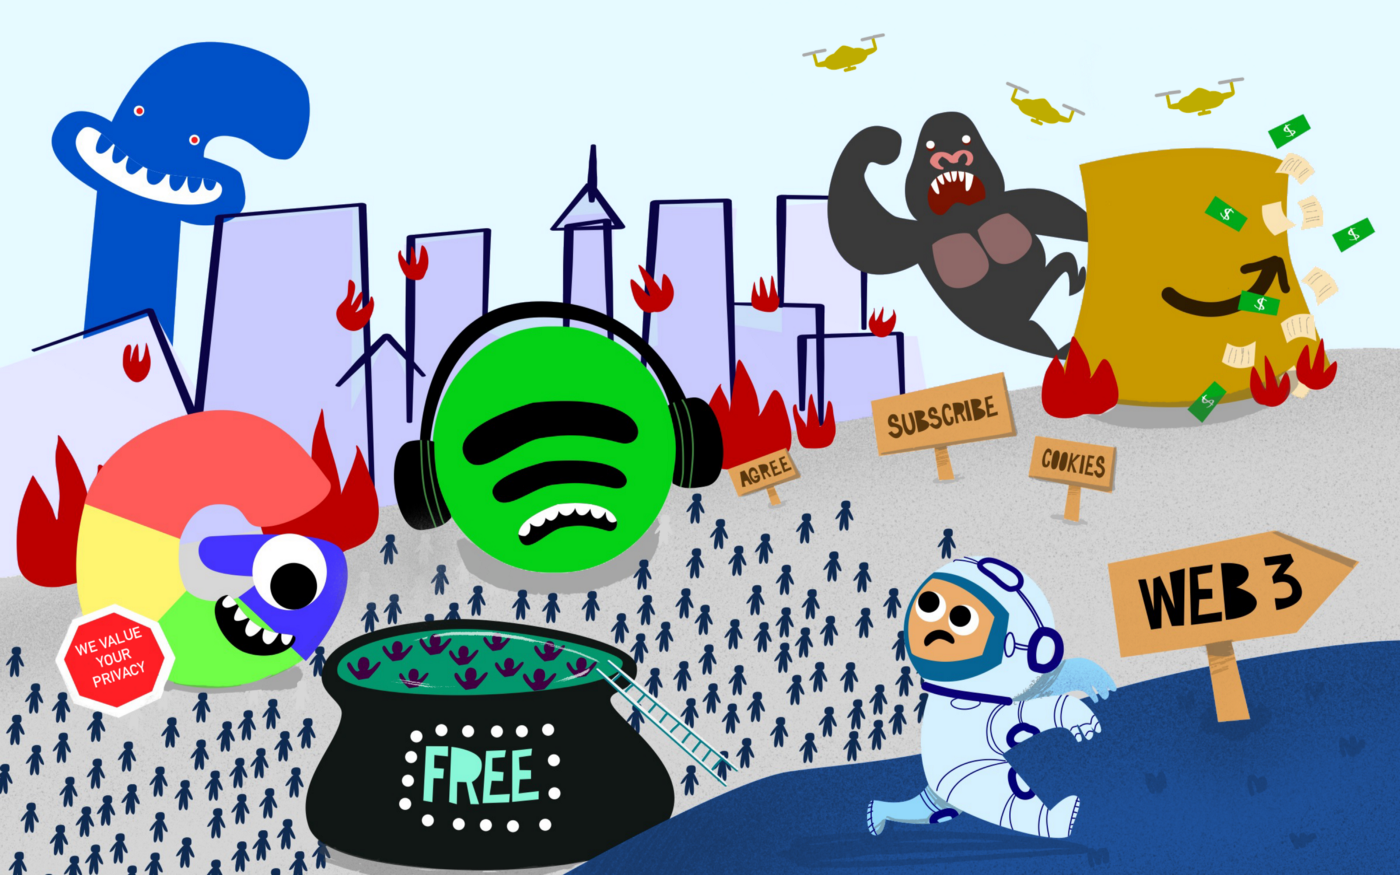 SUBSCRIBE
AGREE
COOKIES
WEB 3
WE VALUE
YOUR
PRIVACY
FREE
$
$
$
$
$